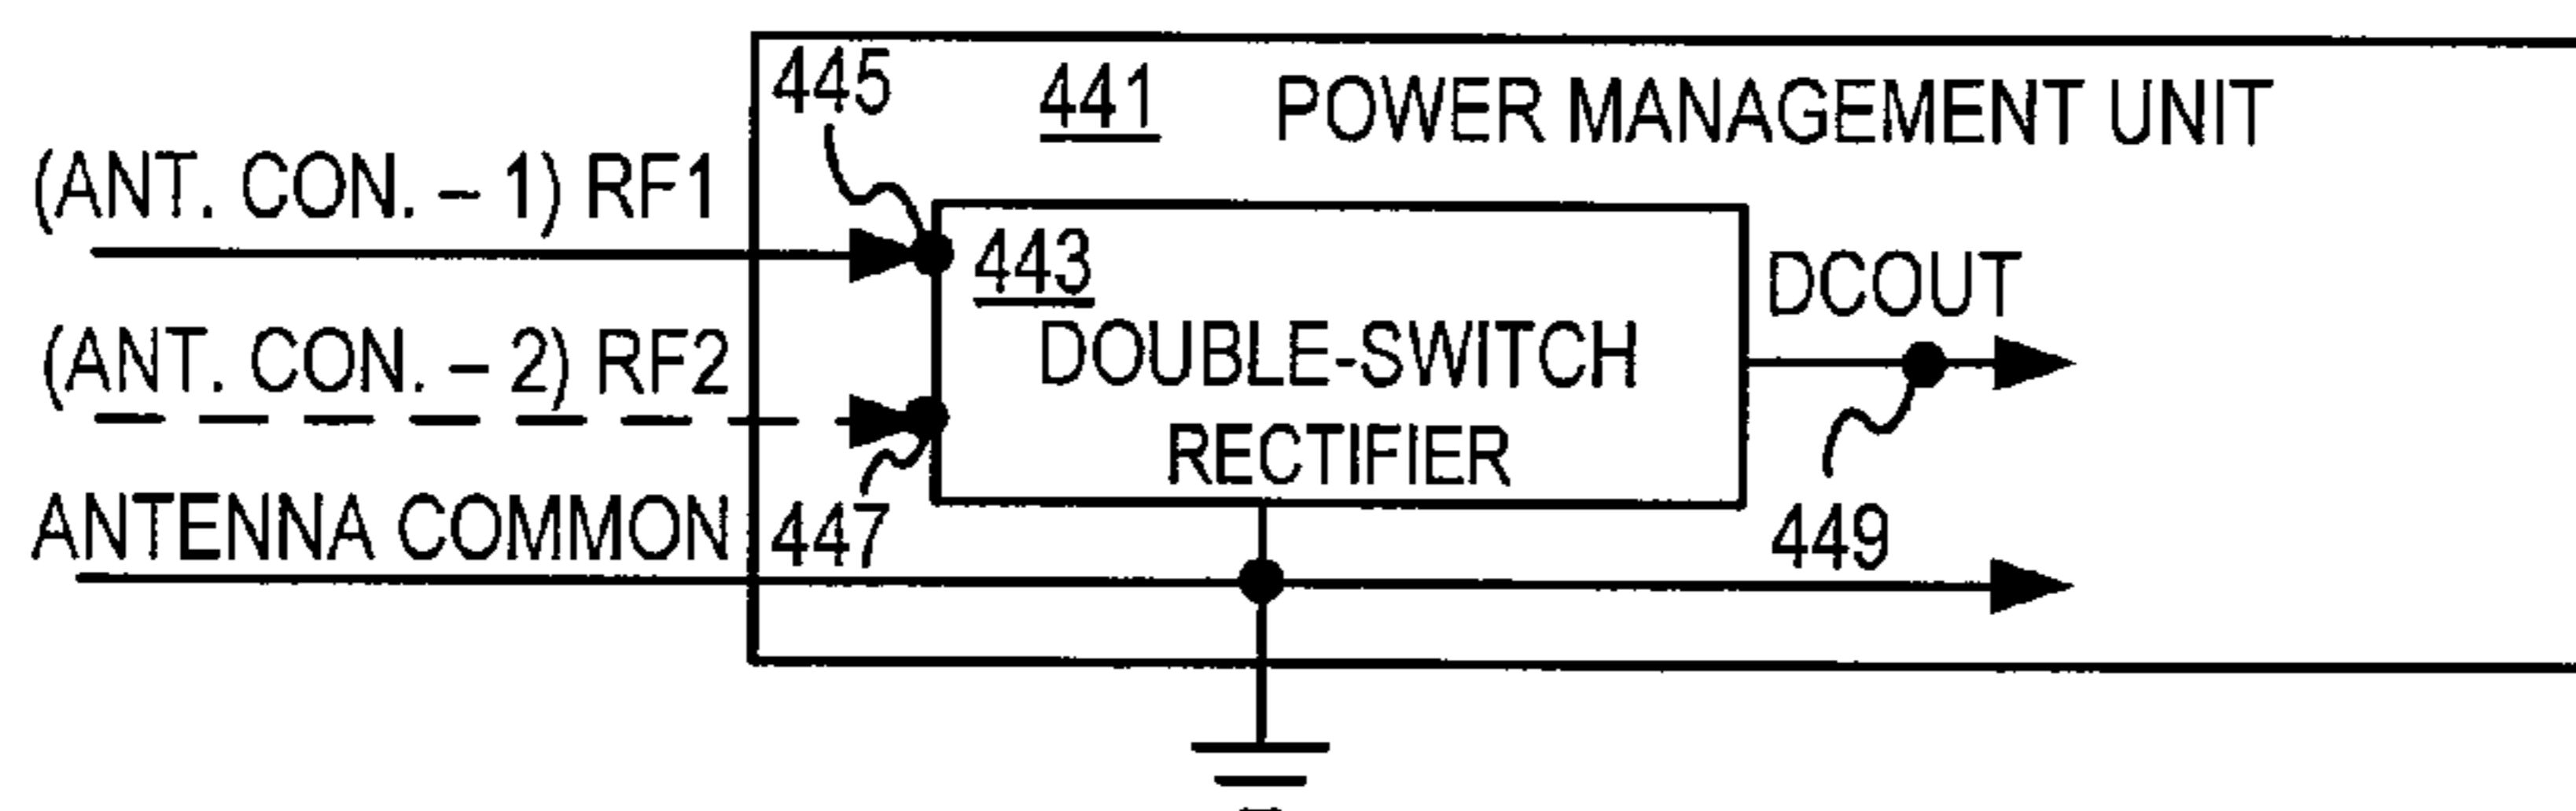 445
441 POWER MANAGEMENT UNIT
(ANT. CON. – 1) RF1
443
DCOUT
(ANT. CON. – 2) RF2
DOUBLE-SWITCH
RECTIFIER
ANTENNA COMMON
447
449